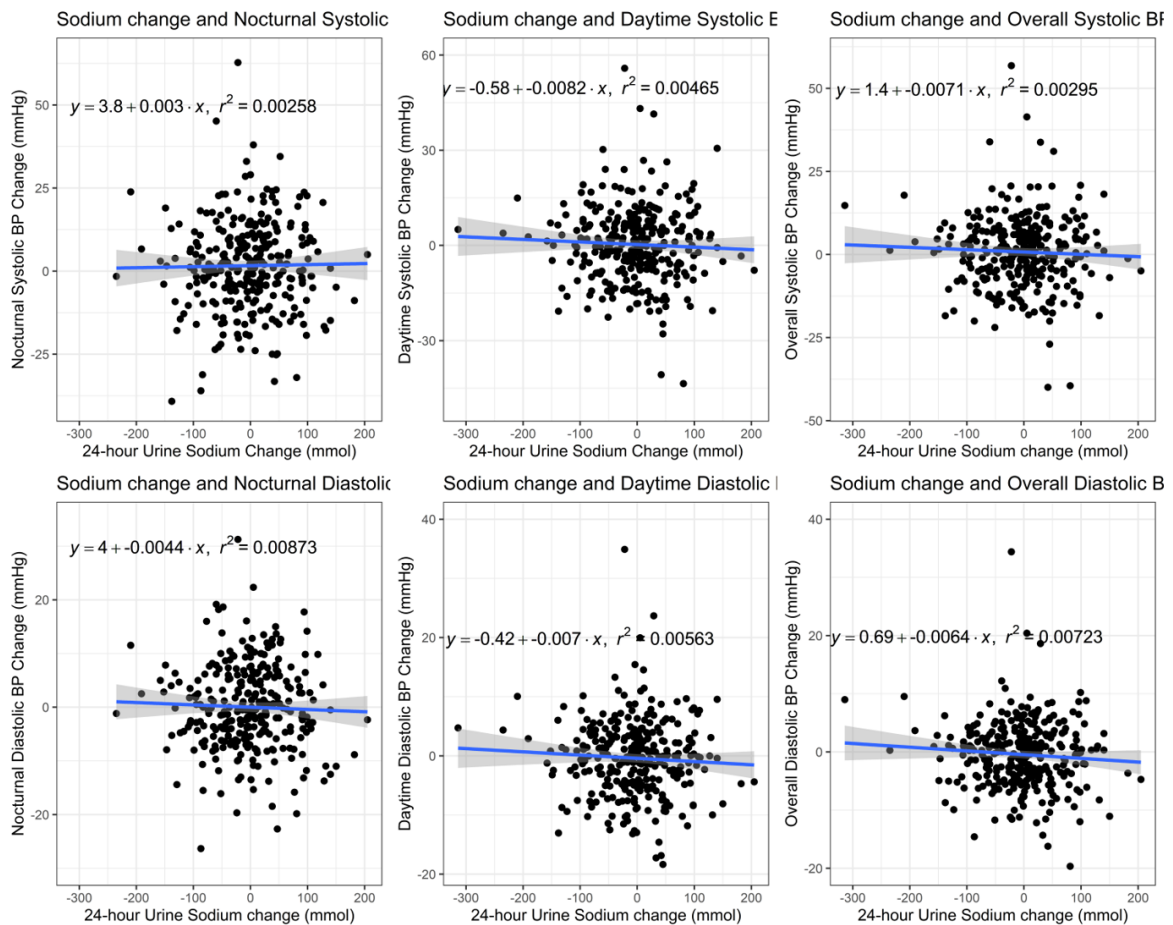 Sodium change and Nocturnal Systolic
50
25
0
-25
-300 -200 -100 0 100 200
24-hour Urine Sodium Change (mmol)
Nocturnal Systolic BP Change (mmHg)
y = 3.8 + 0.003 · x, r² = 0.00258
Sodium change and Daytime Systolic
60
30
0
-30
-300 -200 -100 0 100 200
24-hour Urine Sodium Change (mmol)
Daytime Systolic BP Change (mmHg)
y = -0.58 + -0.0082 · x, r² = 0.00465
Sodium change and Overall Systolic BP
50
25
0
-25
-50
-300 -200 -100 0 100 200
24-hour Urine Sodium Change (mmol)
Overall Systolic BP Change (mmHg)
y = 1.4 + -0.0071 · x, r² = 0.00295
Sodium change and Nocturnal Diastolic
20
0
-20
-300 -200 -100 0 100 200
24-hour Urine Sodium change (mmol)
Nocturnal Diastolic BP Change (mmHg)
y = 4 + -0.0044 · x, r² = 0.00873
Sodium change and Daytime Diastolic
40
20
0
-20
-300 -200 -100 0 100 200
24-hour Urine Sodium change (mmol)
Daytime Diastolic BP Change (mmHg)
y = -0.42 + -0.007 · x, r² = 0.00563
Sodium change and Overall Diastolic B
40
20
0
-20
-300 -200 -100 0 100 200
24-hour Urine Sodium change (mmol)
Overall Diastolic BP Change (mmHg)
y = 0.69 + -0.0064 · x, r² = 0.00723